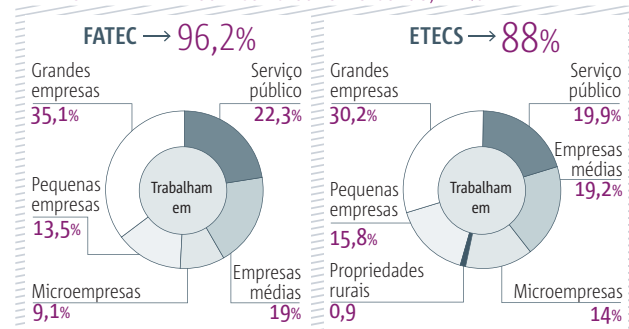 FATEC → 96,2%
Grandes
empresas
35,1%
Serviço
público
22,3%
Pequenas
empresas
13,5%
Trabalham
em
Microempresas
9,1%
Empresas
médias
19%
ETECS → 88%
Grandes
empresas
30,2%
Serviço
público
19,9%
Empresas
médias
19,2%
Pequenas
empresas
15,8%
Trabalham
em
Propriedades
rurais
0,9
Microempresas
14%